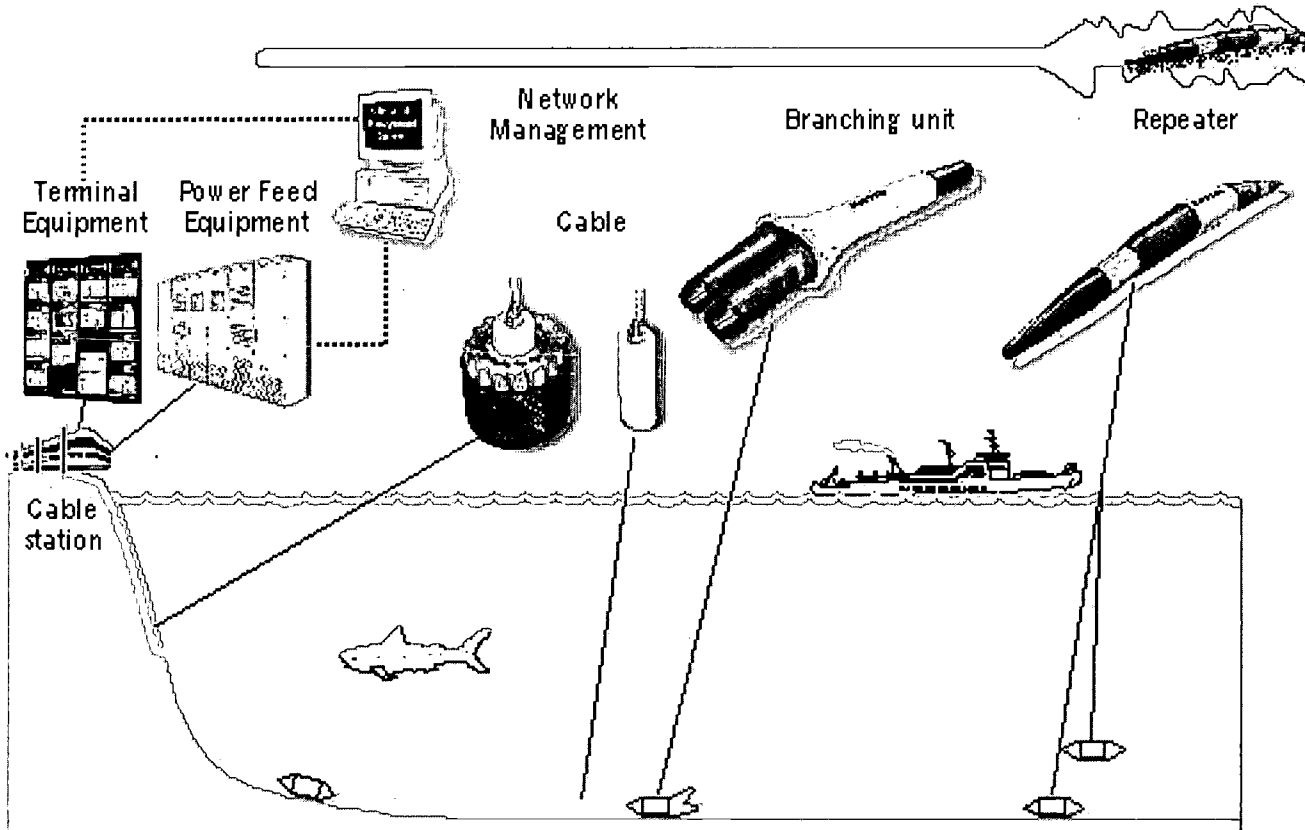 Network
Management
Branching unit
Repeater
Terminal
Equipment
Power Feed
Equipment
Cable
Cable
station